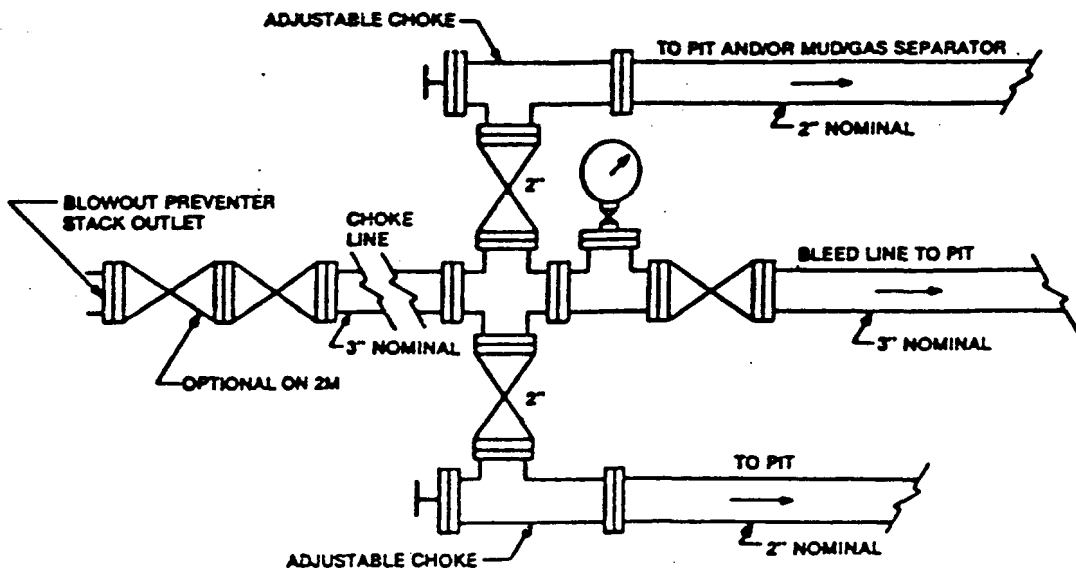 ADJUSTABLE CHOKE
TO PIT AND/OR MUD/GAS SEPARATOR
2" NOMINAL
2"
BLOWOUT PREVENTER
STACK OUTLET
CHOKE
LINE
BLEED LINE TO PIT
3" NOMINAL
3" NOMINAL
OPTIONAL ON 2M
2"
TO PIT
2" NOMINAL
ADJUSTABLE CHOKE